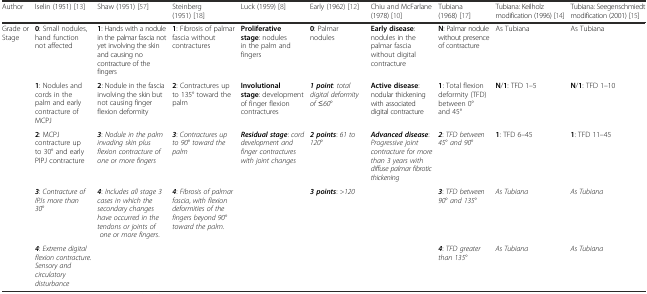 Author Iselin (1951) [13] Shaw (1951) [57] Steinberg (1951) [18] Luck (1959) [8] Early (1962) [12] Chiu and McFarlane (1978) [10] Tubiana (1968) [17] Tubiana: Keilholz modification (1996) [14] Tubiana: Seegenschmiedt modification (2001) [15]
Grade or Stage
0: Small nodules, hand function not affected
1: Hands with a nodule in the palmar fascia not yet involving the skin and causing no contracture of the fingers
1: Fibrosis of palmar fascia without contractures
Proliferative stage: nodules in the palm and fingers
0: Palmar nodules
Early disease: nodules in the palmar fascia without digital contracture
N: Palmar nodule without presence of contracture
As Tubiana
As Tubiana
1: Nodules and cords in the palm and early contracture of MCPJ
2: Nodule in the fascia involving the skin but not causing finger flexion deformity
2: Contractures up to 135° toward the palm
Involutional stage: development of finger flexion contractures
1 point: total digital deformity of ≤60°
Active disease: nodular thickening with associated digital contracture
1: Total flexion deformity (TFD) between 0° and 45°
N/1: TFD 1–5
N/1: TFD 1–10
2: MCPJ contracture up to 30° and early PIPJ contracture
3: Nodule in the palm invading skin plus flexion contracture of one or more fingers
3: Contractures up to 90° toward the palm
Residual stage: cord development and finger contractures with joint changes
2 points: 61 to 120°
Advanced disease: Progressive joint contracture for more than 3 years with diffuse palmar fibrotic thickening
2: TFD between 45° and 90°
1: TFD 6–45
1: TFD 11–45
3: Contracture of IPJs more than 30°
4: Includes all stage 3 cases in which the secondary changes have occurred in the tendons or joints of one or more fingers.
4: Fibrosis of palmar fascia, with flexion deformities of the fingers beyond 90° toward the palm.
3 points: >120
3: TFD between 90° and 135°
As Tubiana
As Tubiana
4: Extreme digital flexion contracture. Sensory and circulatory disturbance
4: TFD greater than 135°
As Tubiana
As Tubiana